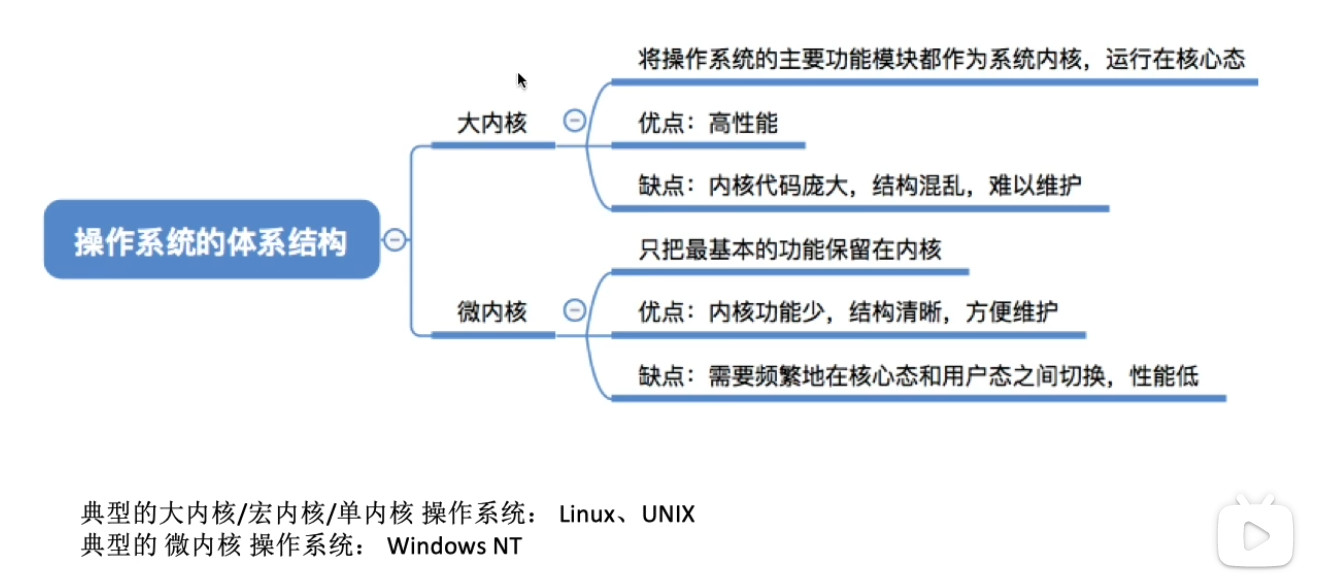 将操作系统的主要功能模块都作为系统内核，运行在核心态
大内核
优点：高性能
缺点：内核代码庞大，结构混乱，难以维护
操作系统的体系结构
只把最基本的功能保留在内核
微内核
优点：内核功能少，结构清晰，方便维护
缺点：需要频繁地在核心态和用户态之间切换，性能低
典型的大内核/宏内核/单内核 操作系统： Linux、UNIX
典型的 微内核 操作系统： Windows NT